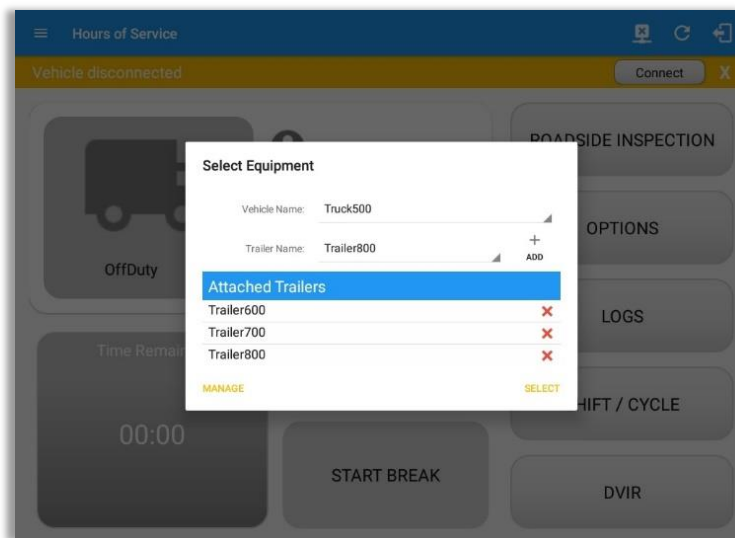 Hours of Service
Vehicle disconnected
Connect
X
ROADSIDE INSPECTION
Select Equipment
Vehicle Name: Truck500
Trailer Name: Trailer800
+
ADD
Attached Trailers
Trailer600
Trailer700
Trailer800
MANAGE
SELECT
OffDuty
OPTIONS
LOGS
Time Remai
HIFT / CYCLE
00:00
START BREAK
DVIR